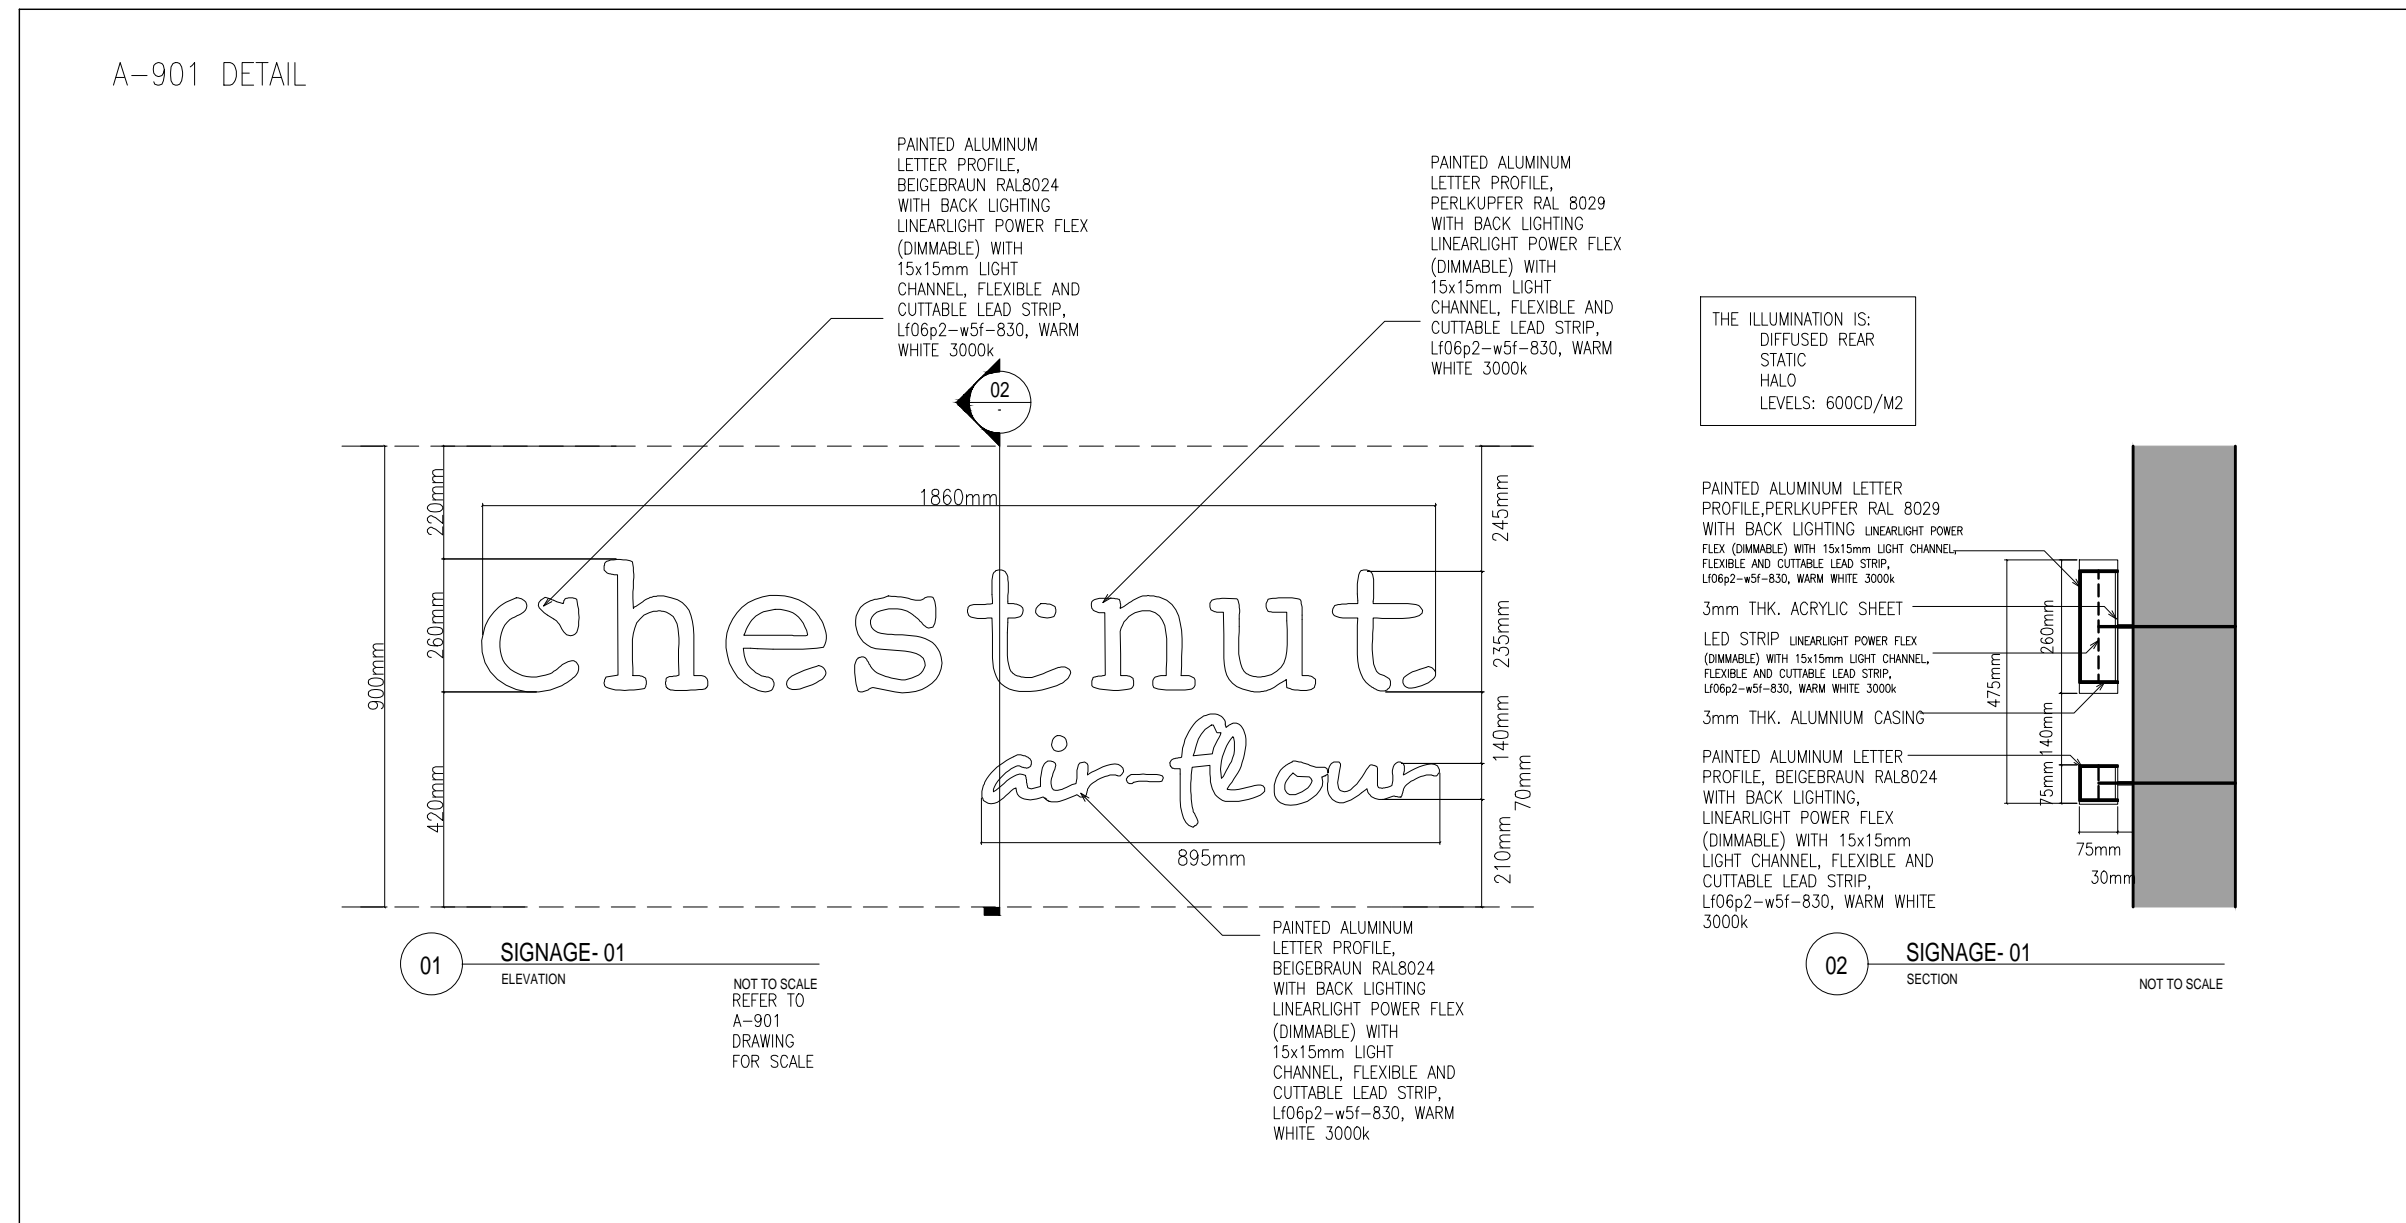 A-901 DETAIL
PAINTED ALUMINUM
LETTER PROFILE,
BEIGEBRAUN RAL8024
WITH BACK LIGHTING
LINEARLIGHT POWER FLEX
(DIMMABLE) WITH
15x15mm LIGHT
CHANNEL, FLEXIBLE AND
CUTTABLE LEAD STRIP,
Lf06p2-w5f-830, WARM
WHITE 3000k
PAINTED ALUMINUM
LETTER PROFILE,
PERLKUPFER RAL 8029
WITH BACK LIGHTING
LINEARLIGHT POWER FLEX
(DIMMABLE) WITH
15x15mm LIGHT
CHANNEL, FLEXIBLE AND
CUTTABLE LEAD STRIP,
Lf06p2-w5f-830, WARM
WHITE 3000k
THE ILLUMINATION IS:
DIFFUSED REAR
STATIC
HALO
LEVELS: 600CD/M2
02
-
900mm
220mm
260mm
420mm
1860mm
chestnut
air-flour
895mm
245mm
235mm
140mm
70mm
210mm
PAINTED ALUMINUM
LETTER PROFILE,
BEIGEBRAUN RAL8024
WITH BACK LIGHTING
LINEARLIGHT POWER FLEX
(DIMMABLE) WITH
15x15mm LIGHT
CHANNEL, FLEXIBLE AND
CUTTABLE LEAD STRIP,
Lf06p2-w5f-830, WARM
WHITE 3000k
01
SIGNAGE- 01
ELEVATION
NOT TO SCALE
REFER TO
A-901
DRAWING
FOR SCALE
PAINTED ALUMINUM LETTER
PROFILE,PERLKUPFER RAL 8029
WITH BACK LIGHTING LINEARLIGHT POWER
FLEX (DIMMABLE) WITH 15x15mm LIGHT CHANNEL,
FLEXIBLE AND CUTTABLE LEAD STRIP,
Lf06p2-w5f-830, WARM WHITE 3000k
3mm THK. ACRYLIC SHEET
LED STRIP LINEARLIGHT POWER FLEX
(DIMMABLE) WITH 15x15mm LIGHT CHANNEL,
FLEXIBLE AND CUTTABLE LEAD STRIP,
Lf06p2-w5f-830, WARM WHITE 3000k
3mm THK. ALUMNIUM CASING
PAINTED ALUMINUM LETTER
PROFILE, BEIGEBRAUN RAL8024
WITH BACK LIGHTING,
LINEARLIGHT POWER FLEX
(DIMMABLE) WITH 15x15mm
LIGHT CHANNEL, FLEXIBLE AND
CUTTABLE LEAD STRIP,
Lf06p2-w5f-830, WARM WHITE
3000k
475mm
260mm
140mm
75mm
75mm
30mm
02
SIGNAGE- 01
SECTION
NOT TO SCALE